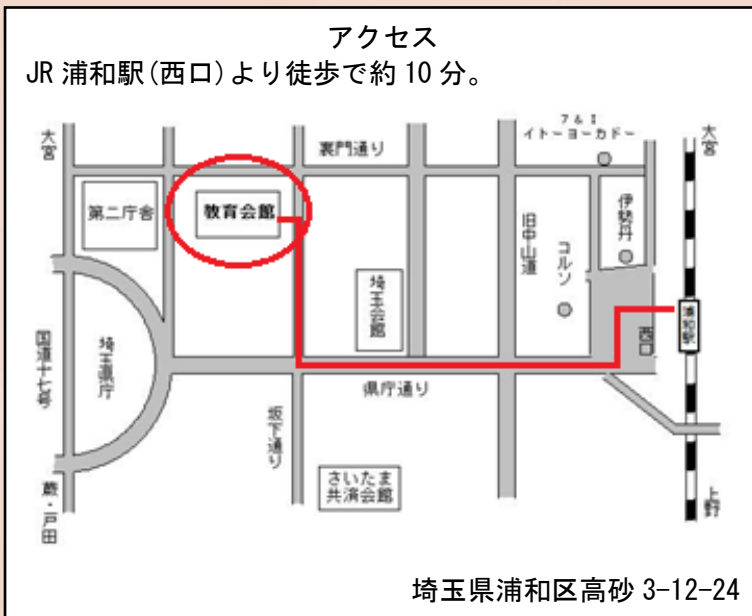 アクセス
JR 浦和駅(西口)より徒歩で約 10 分。
大宮
裏門通り
7&I
イトーヨーカドー
大宮
第二庁舎
教育会館
旧中山道
コルソ
伊勢丹
埼玉会館
浦和駅
西口
国道十七号
埼玉県庁
県庁通り
坂下通り
さいたま
共済会館
蕨・戸田
上野
埼玉県浦和区高砂 3-12-24